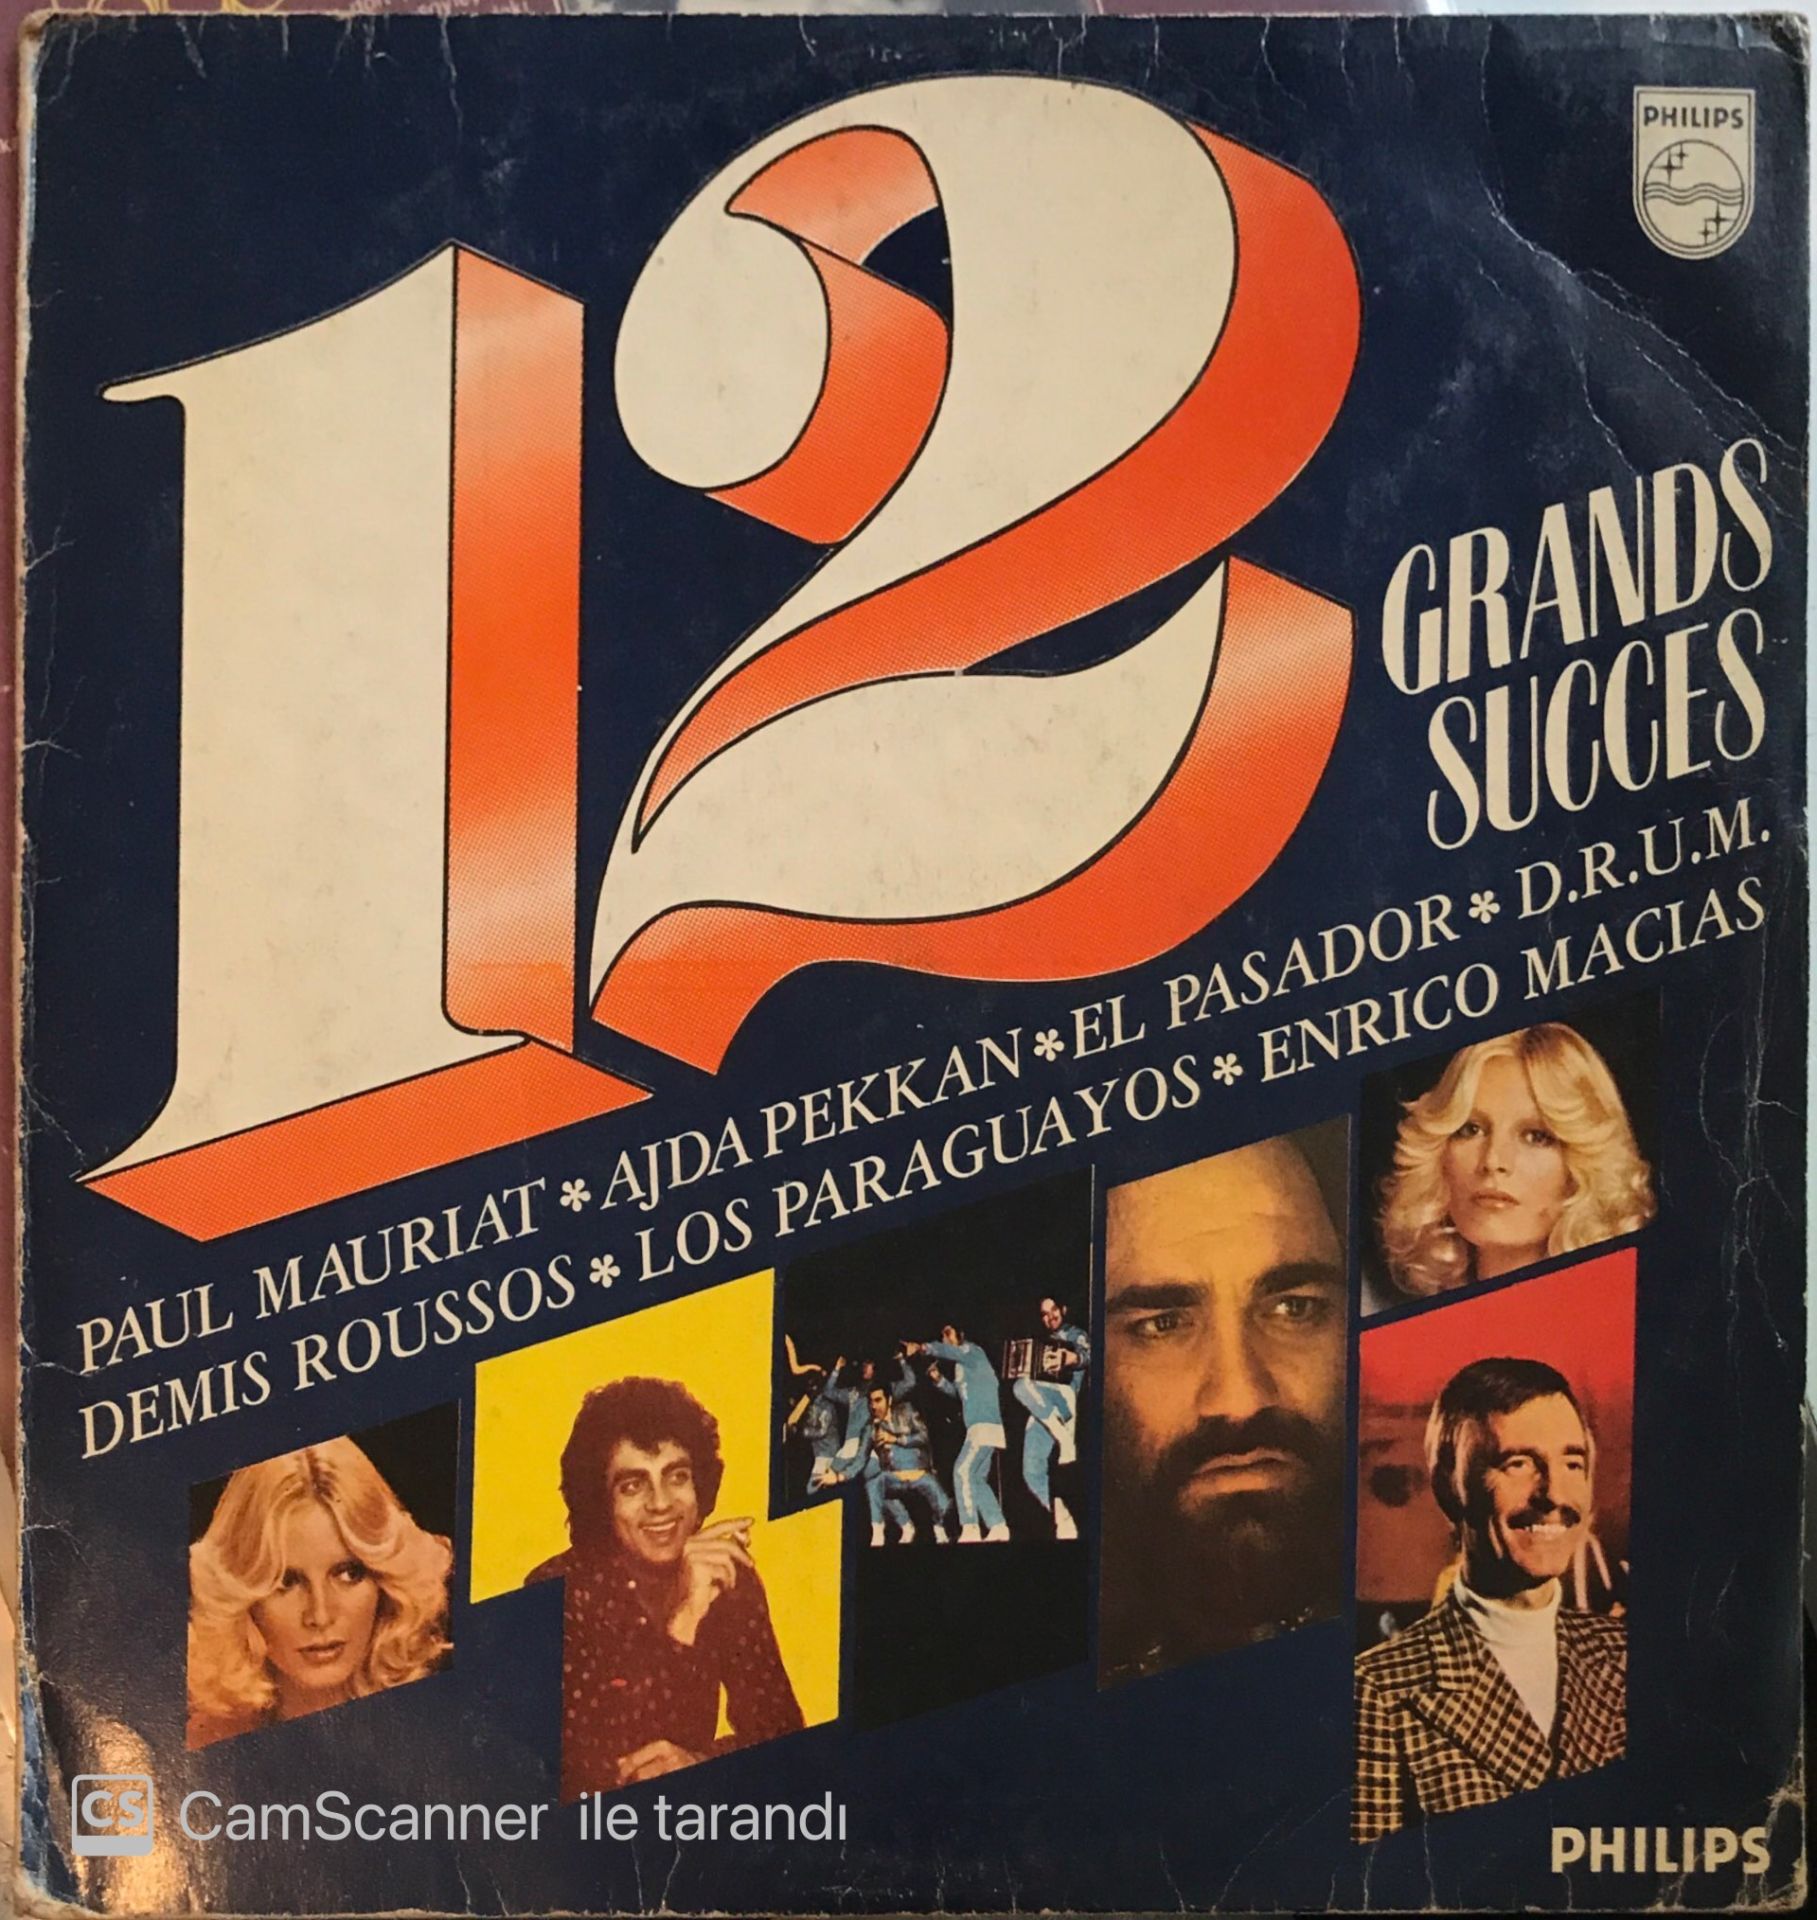 PHILIPS
12
GRANDS
SUCCES
PAUL MAURIAT * AJDA PEKKAN * EL PASADOR * D.R.U.M.
DEMIS ROUSSOS * LOS PARAGUAYOS * ENRICO MACIAS
CS CamScanner ile tarandı
PHILIPS